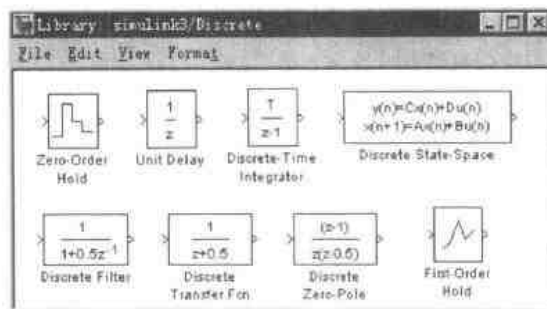 Library: simulink3/Discrete
File Edit View Format
1
z
T
z-1
y(n)=Cx(n)+Du(n)
x(n+1)=Ax(n)+Bu(n)
Zero-Order
Hold
Unit Delay
Discrete-Time
Integrator
Discrete State-Space
1
1+0.5z⁻¹
1
z+0.5
(z-1)
z(z-0.5)
Discrete Filter
Discrete
Transfer Fcn
Discrete
Zero-Pole
First-Order
Hold